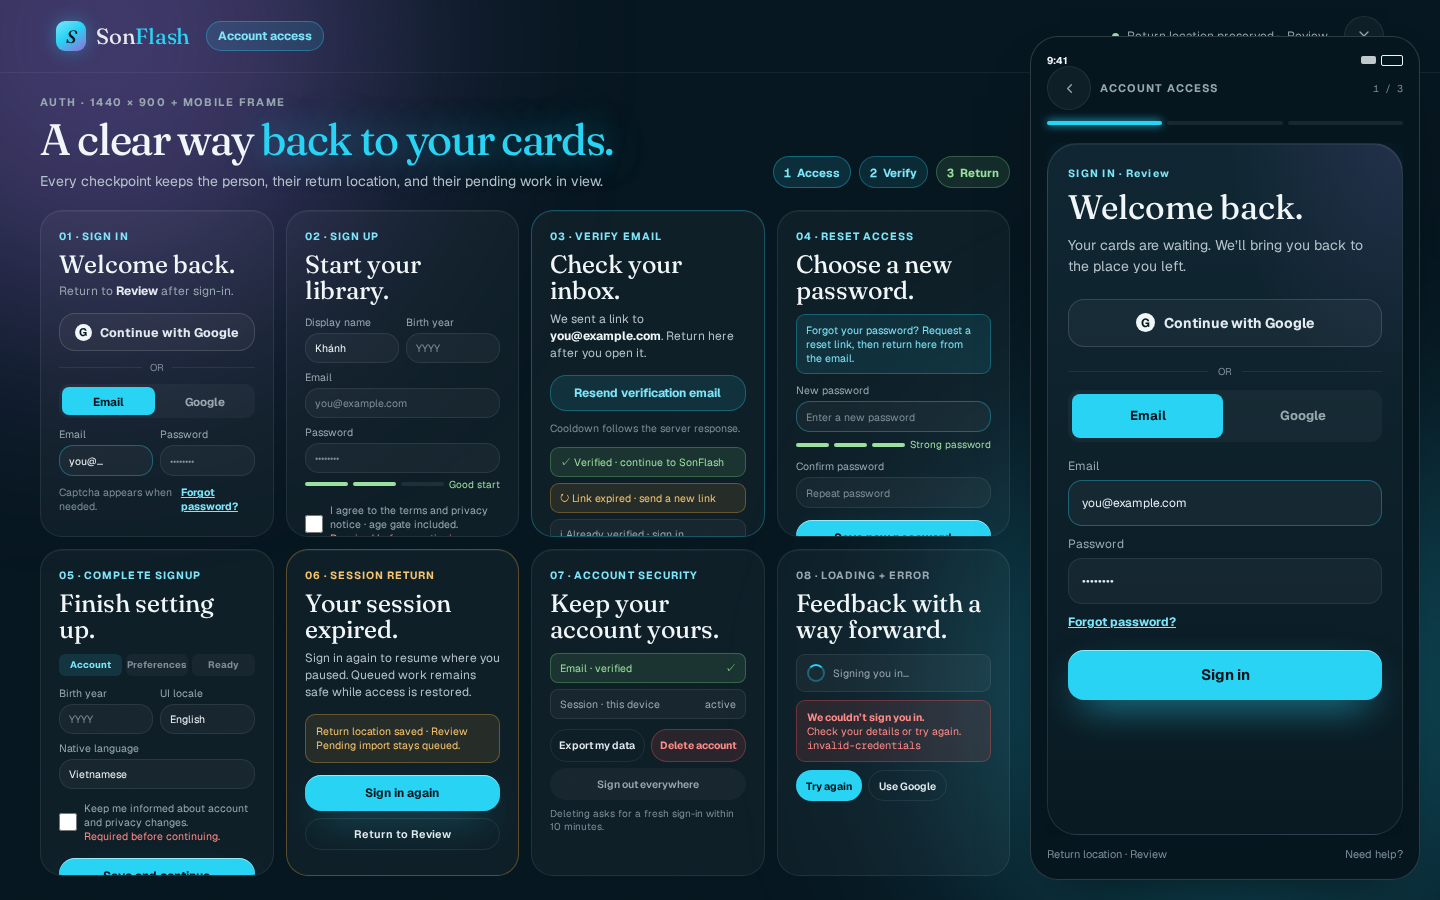 S SonFlash Account access
Return location preserved · Review
AUTH · 1440 × 900 + MOBILE FRAME
A clear way back to your cards.
Every checkpoint keeps the person, their return location, and their pending work in view.
1 Access 2 Verify 3 Return
01 · SIGN IN
Welcome back.
Return to Review after sign-in.
G Continue with Google
OR
Email Google
Email Password
you@… ••••••••
Captcha appears when needed.
Forgot password?
02 · SIGN UP
Start your
library.
Display name Birth year
Khánh YYYY
Email
you@example.com
Password
••••••••
Good start
I agree to the terms and privacy
notice · age gate included.
03 · VERIFY EMAIL
Check your
inbox.
We sent a link to
you@example.com. Return here
after you open it.
Resend verification email
Cooldown follows the server response.
✓ Verified · continue to SonFlash
↻ Link expired · send a new link
i Already verified · sign in
04 · RESET ACCESS
Choose a new
password.
Forgot your password? Request a
reset link, then return here from
the email.
New password
Enter a new password
Strong password
Confirm password
Repeat password
Save new password
05 · COMPLETE SIGNUP
Finish setting
up.
Account Preferences Ready
Birth year UI locale
YYYY English
Native language
Vietnamese
Keep me informed about account
and privacy changes.
Required before continuing.
Save and continue
06 · SESSION RETURN
Your session
expired.
Sign in again to resume where you
paused. Queued work remains
safe while access is restored.
Return location saved · Review
Pending import stays queued.
Sign in again
Return to Review
07 · ACCOUNT SECURITY
Keep your
account yours.
Email · verified ✓
Session · this device active
Export my data Delete account
Sign out everywhere
Deleting asks for a fresh sign-in within
10 minutes.
08 · LOADING + ERROR
Feedback with a
way forward.
Signing you in…
We couldn't sign you in.
Check your details or try again.
invalid-credentials
Try again Use Google
9:41
ACCOUNT ACCESS 1 / 3
SIGN IN · Review
Welcome back.
Your cards are waiting. We'll bring you back to
the place you left.
G Continue with Google
OR
Email Google
Email
you@example.com
Password
••••••••
Forgot password?
Sign in
Return location · Review Need help?